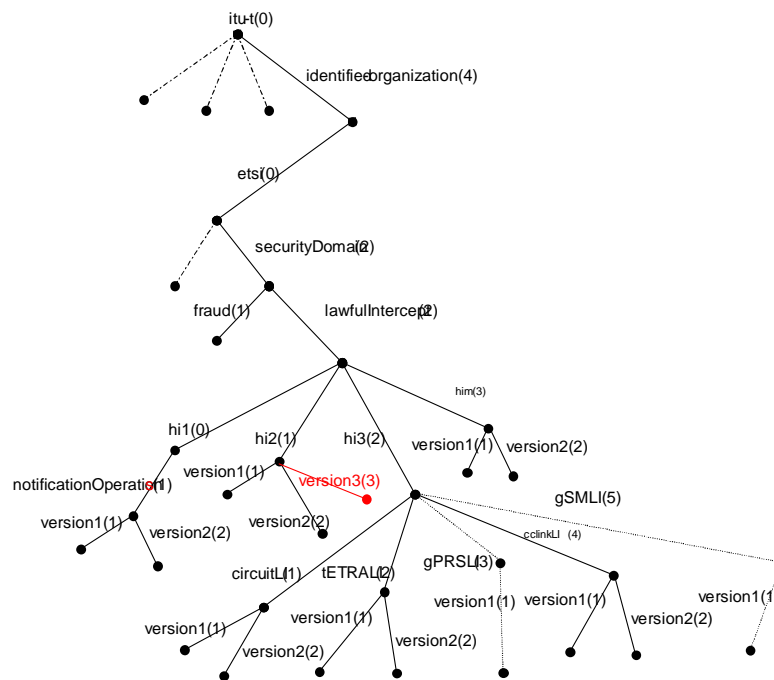 itu-t(0)
identified-organization(4)
etsi(0)
securityDomain(2)
fraud(1)
lawfulIntercept(2)
him(3)
hi1(0)
hi2(1)
hi3(2)
version1(1)
version2(2)
version1(1)
version3(3)
notificationOperation(1)
gSMLI(5)
version1(1)
version2(2)
version2(2)
cclinkLI (4)
circuitLI(1)
tETRALI(2)
gPRSLI(3)
version1(1)
version1(1)
version1(1)
version1(1)
version1(1)
version2(2)
version2(2)
version2(2)